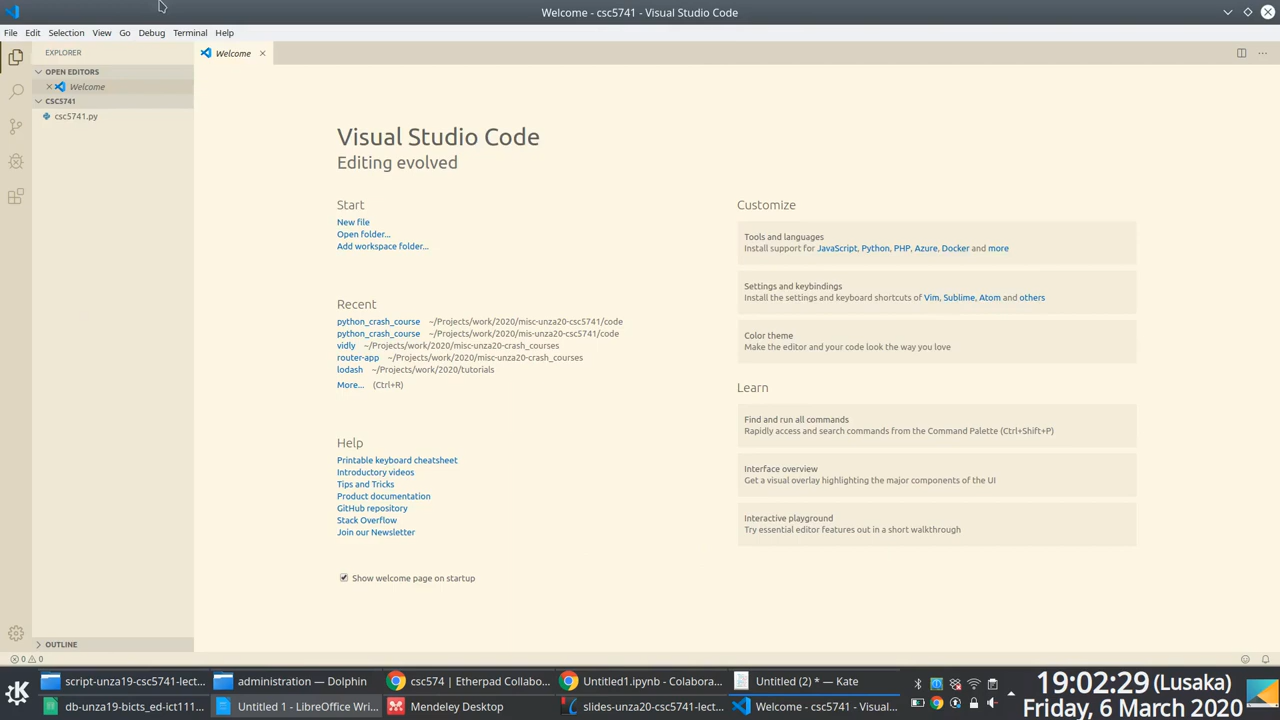 Welcome - csc5741 - Visual Studio Code
File Edit Selection View Go Debug Terminal Help
EXPLORER
Welcome
OPEN EDITORS
Welcome
CSC5741
csc5741.py
Visual Studio Code
Editing evolved
Start
New file
Open folder...
Add workspace folder...
Recent
python_crash_course ~/Projects/work/2020/misc-unza20-csc5741/code
python_crash_course ~/Projects/work/2020/mis-unza20-csc5741/code
vidly ~/Projects/work/2020/misc-unza20-crash_courses
router-app ~/Projects/work/2020/misc-unza20-crash_courses
lodash ~/Projects/work/2020/tutorials
More... (Ctrl+R)
Help
Printable keyboard cheatsheet
Introductory videos
Tips and Tricks
Product documentation
GitHub repository
Stack Overflow
Join our Newsletter
Show welcome page on startup
Customize
Tools and languages
Install support for JavaScript, Python, PHP, Azure, Docker and more
Settings and keybindings
Install the settings and keyboard shortcuts of Vim, Sublime, Atom and others
Color theme
Make the editor and your code look the way you love
Learn
Find and run all commands
Rapidly access and search commands from the Command Palette (Ctrl+Shift+P)
Interface overview
Get a visual overlay highlighting the major components of the UI
Interactive playground
Try essential editor features out in a short walkthrough
OUTLINE
0 0
script-unza19-csc5741-lect... administration — Dolphin csc574 | Etherpad Collabo... Untitled1.ipynb - Colabora... Untitled (2) * — Kate
db-unza19-bicts_ed-ict111... Untitled 1 - LibreOffice Wri... Mendeley Desktop slides-unza20-csc5741-lect... Welcome - csc5741 - Visual...
19:02:29 (Lusaka)
Friday, 6 March 2020